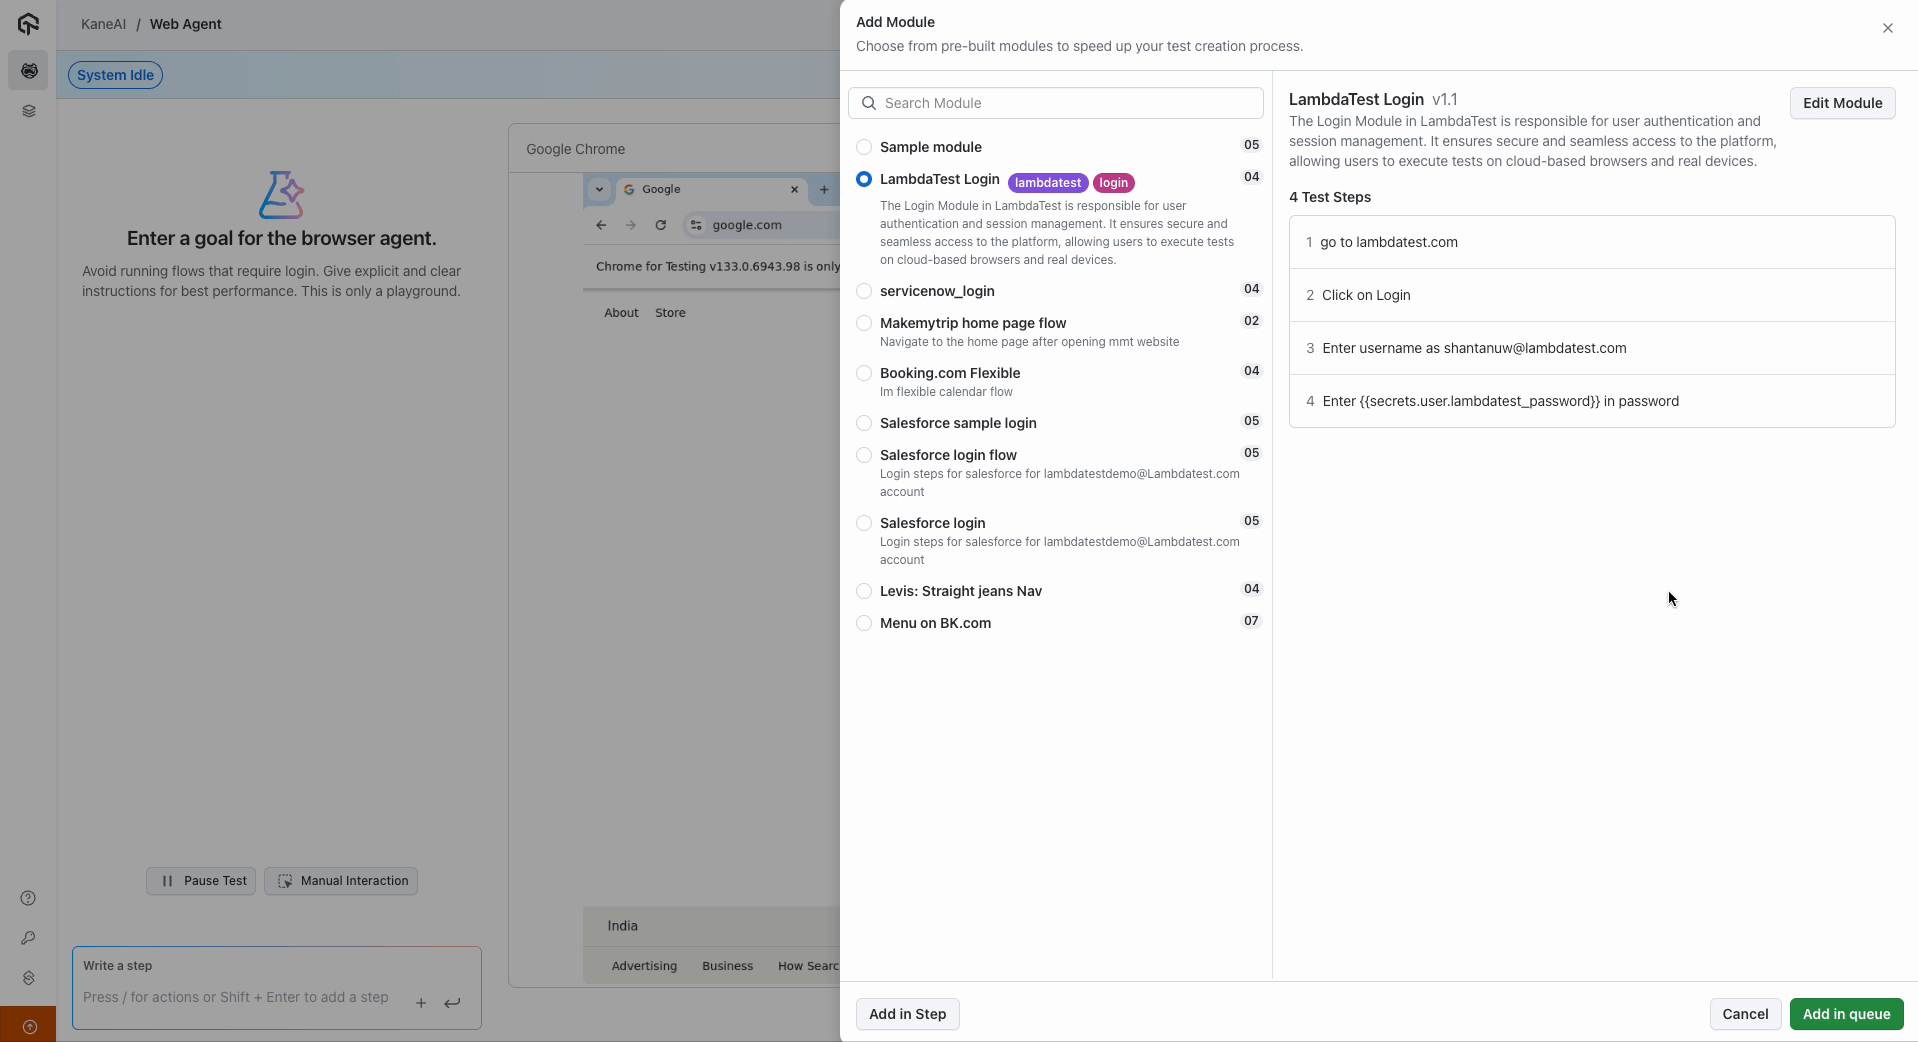 KaneAI / Web Agent
System Idle
Enter a goal for the browser agent.
Avoid running flows that require login. Give explicit and clear
instructions for best performance. This is only a playground.
Pause Test
Manual Interaction
Write a step
Press / for actions or Shift + Enter to add a step
Google Chrome
Google
google.com
Chrome for Testing v133.0.6943.98 is only
About Store
India
Advertising Business How Searc
Add Module
Choose from pre-built modules to speed up your test creation process.
Search Module
Sample module 05
LambdaTest Login lambdatest login 04
The Login Module in LambdaTest is responsible for user
authentication and session management. It ensures secure and
seamless access to the platform, allowing users to execute tests
on cloud-based browsers and real devices.
servicenow_login 04
Makemytrip home page flow 02
Navigate to the home page after opening mmt website
Booking.com Flexible 04
Im flexible calendar flow
Salesforce sample login 05
Salesforce login flow 05
Login steps for salesforce for lambdatestdemo@Lambdatest.com
account
Salesforce login 05
Login steps for salesforce for lambdatestdemo@Lambdatest.com
account
Levis: Straight jeans Nav 04
Menu on BK.com 07
LambdaTest Login v1.1
Edit Module
The Login Module in LambdaTest is responsible for user authentication and
session management. It ensures secure and seamless access to the platform,
allowing users to execute tests on cloud-based browsers and real devices.
4 Test Steps
1 go to lambdatest.com
2 Click on Login
3 Enter username as shantanuw@lambdatest.com
4 Enter {{secrets.user.lambdatest_password}} in password
Add in Step
Cancel
Add in queue